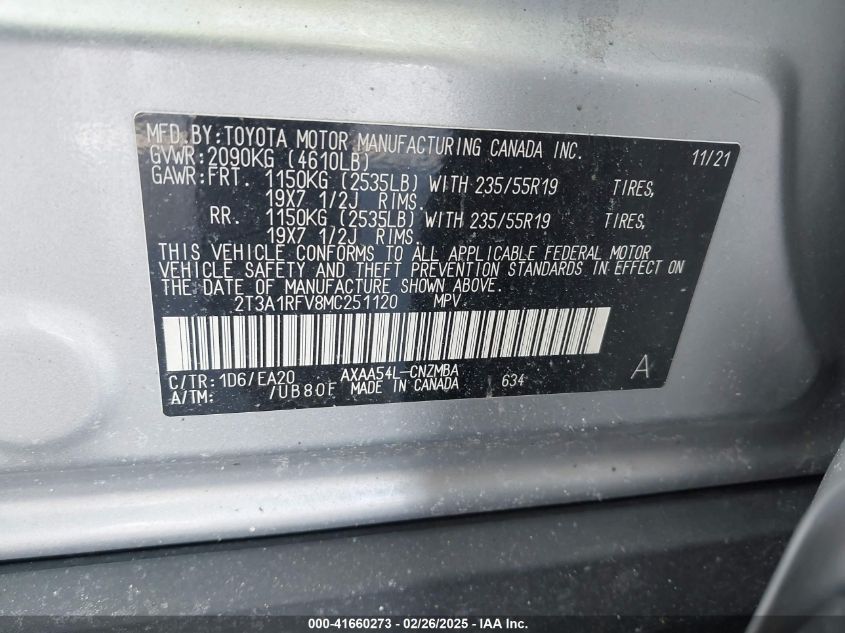 MFD.BY:TOYOTA MOTOR MANUFACTURING CANADA INC. 11/21
GVWR:2090KG (4610LB)
GAWR:FRT. 1150KG (2535LB) WITH 235/55R19 TIRES,
19X7 1/2J RIMS.
RR. 1150KG (2535LB) WITH 235/55R19 TIRES,
19X7 1/2J RIMS.
THIS VEHICLE CONFORMS TO ALL APPLICABLE FEDERAL MOTOR
VEHICLE SAFETY AND THEFT PREVENTION STANDARDS IN EFFECT ON
THE DATE OF MANUFACTURE SHOWN ABOVE.
2T3A1RFV8MC251120 MPV
C/TR:1D6/EA20 AXAA54L-CNZMBA 634 A
A/TM: /UB80F MADE IN CANADA
000-41660273 - 02/26/2025 - IAA Inc.